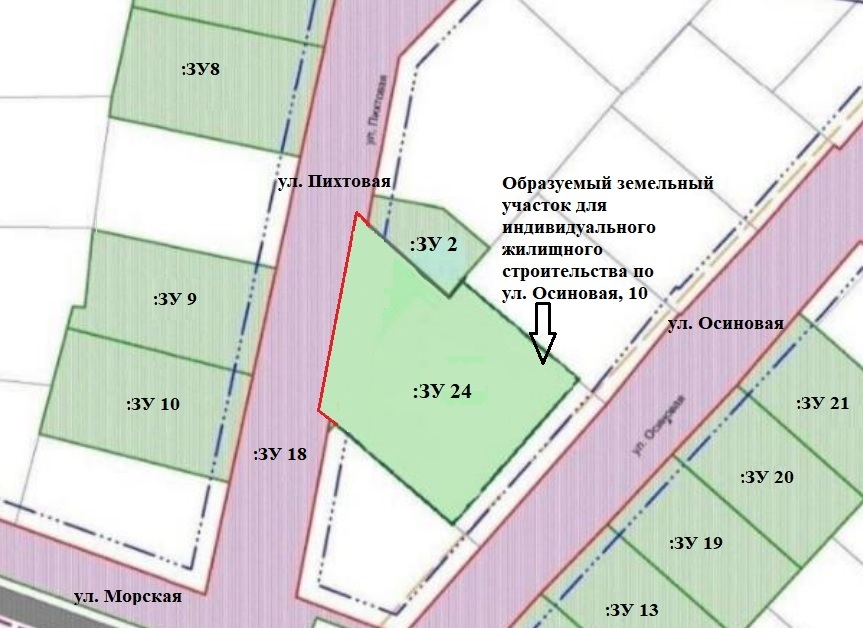 :ЗУ8
ул. Пихтовая
ул. Пихтовая
Образуемый земельный
участок для
индивидуального
жилищного
строительства по
ул. Осиновая, 10
:ЗУ 2
:ЗУ 9
ул. Осиновая
:ЗУ 24
:ЗУ 10
:ЗУ 21
ул. Осиновая
:ЗУ 18
:ЗУ 20
:ЗУ 19
ул. Морская
:ЗУ 13